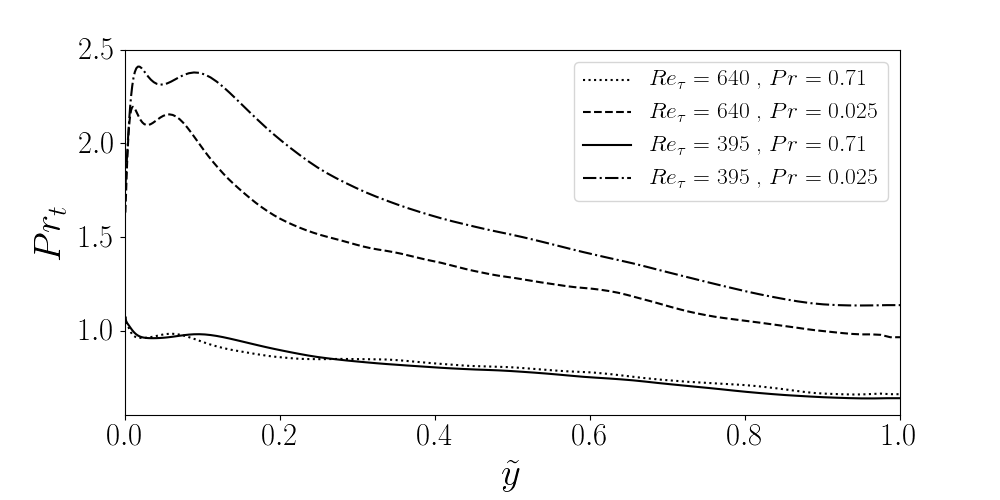 2.5
2.0
1.5
1.0
Pr_t
0.0 0.2 0.4 0.6 0.8 1.0
ỹ
Re_τ = 640 , Pr = 0.71
Re_τ = 640 , Pr = 0.025
Re_τ = 395 , Pr = 0.71
Re_τ = 395 , Pr = 0.025